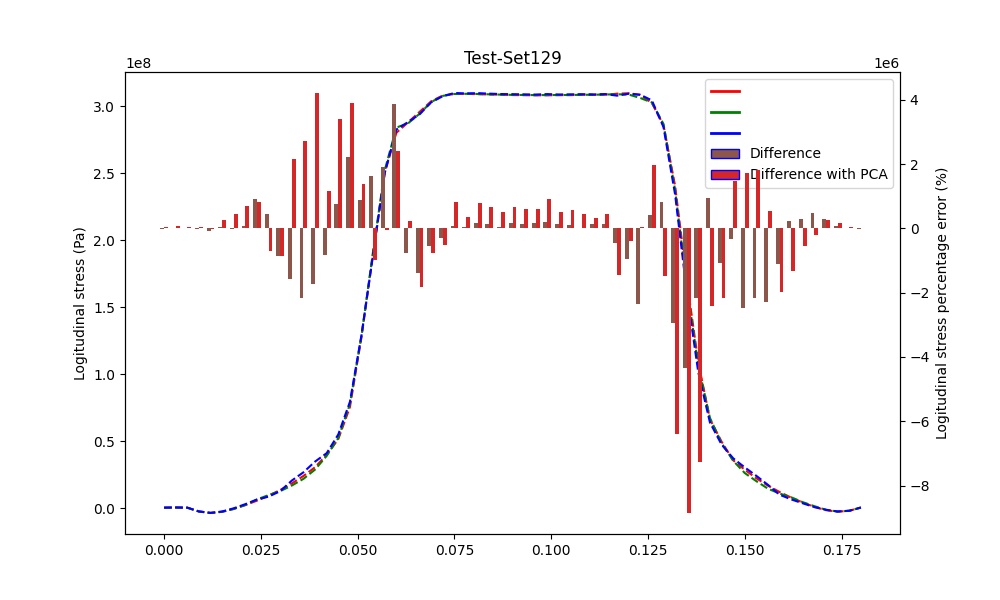 Test-Set129
1e8
1e6
3.0
2.5
2.0
1.5
1.0
0.5
0.0
Logitudinal stress (Pa)
Difference
Difference with PCA
4
2
0
−2
−4
−6
−8
Logitudinal stress percentage error (%)
0.000 0.025 0.050 0.075 0.100 0.125 0.150 0.175